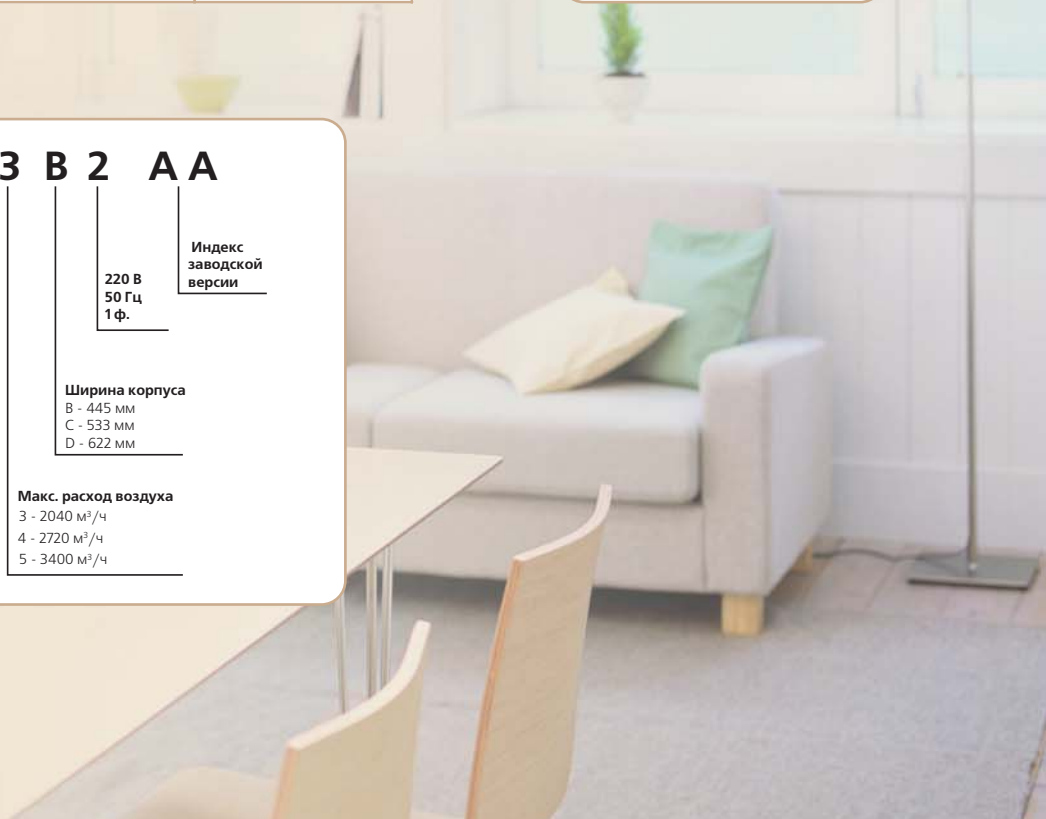 3 B 2 A A
Индекс
заводской
версии
220 В
50 Гц
1 ф.
Ширина корпуса
B - 445 мм
C - 533 мм
D - 622 мм
Макс. расход воздуха
3 - 2040 м³/ч
4 - 2720 м³/ч
5 - 3400 м³/ч